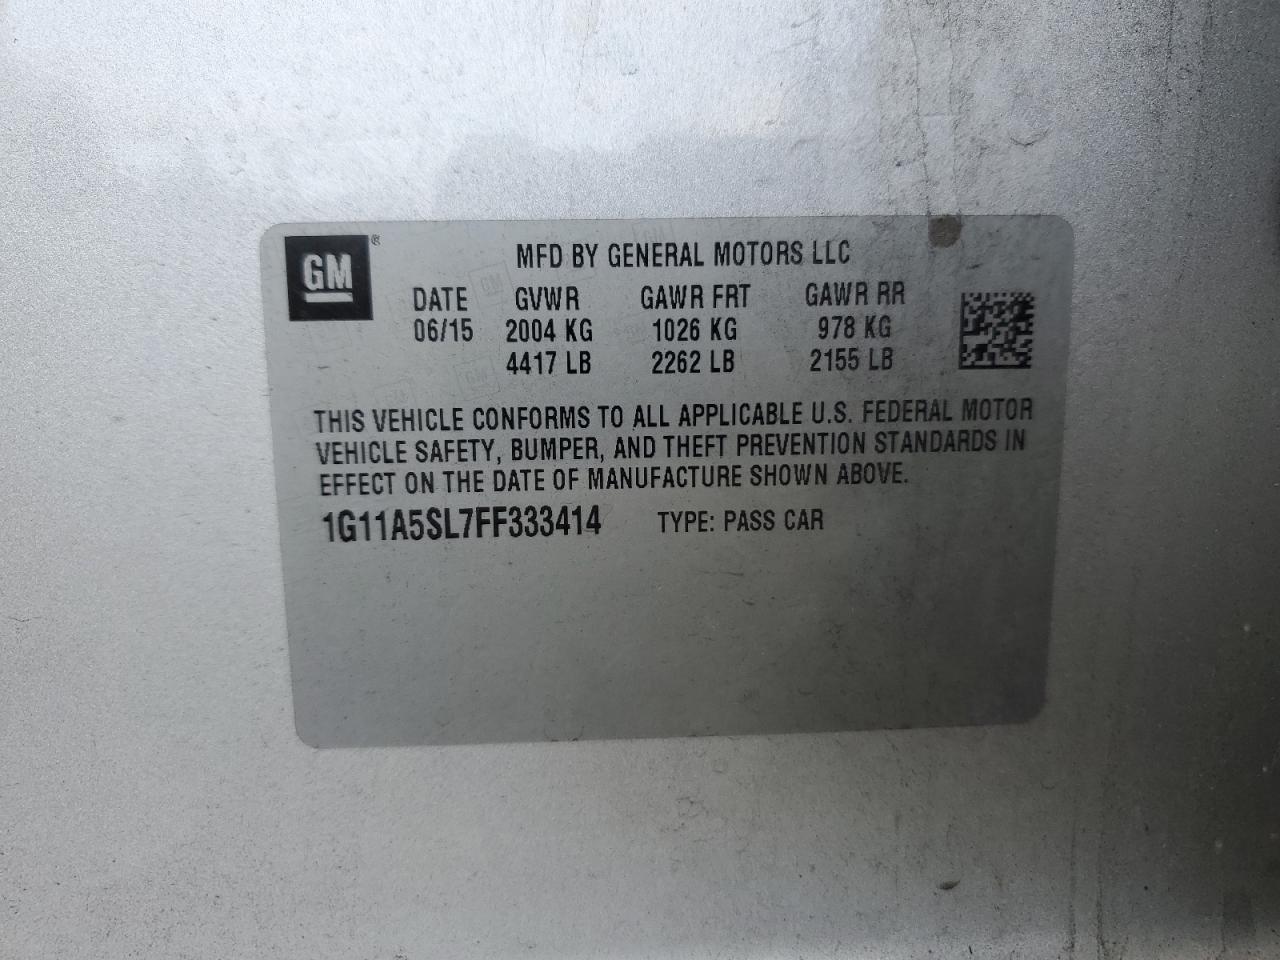 GM®
MFD BY GENERAL MOTORS LLC
DATE GVWR GAWR FRT GAWR RR
06/15 2004 KG 1026 KG 978 KG
4417 LB 2262 LB 2155 LB
THIS VEHICLE CONFORMS TO ALL APPLICABLE U.S. FEDERAL MOTOR
VEHICLE SAFETY, BUMPER, AND THEFT PREVENTION STANDARDS IN
EFFECT ON THE DATE OF MANUFACTURE SHOWN ABOVE.
1G11A5SL7FF333414 TYPE: PASS CAR